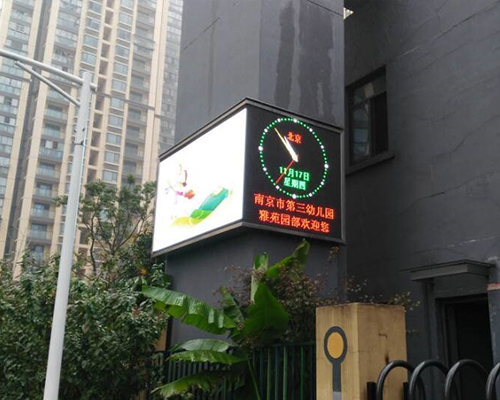 北京
11月17日
星期四
南京市第三幼儿园
雅苑园部欢迎您